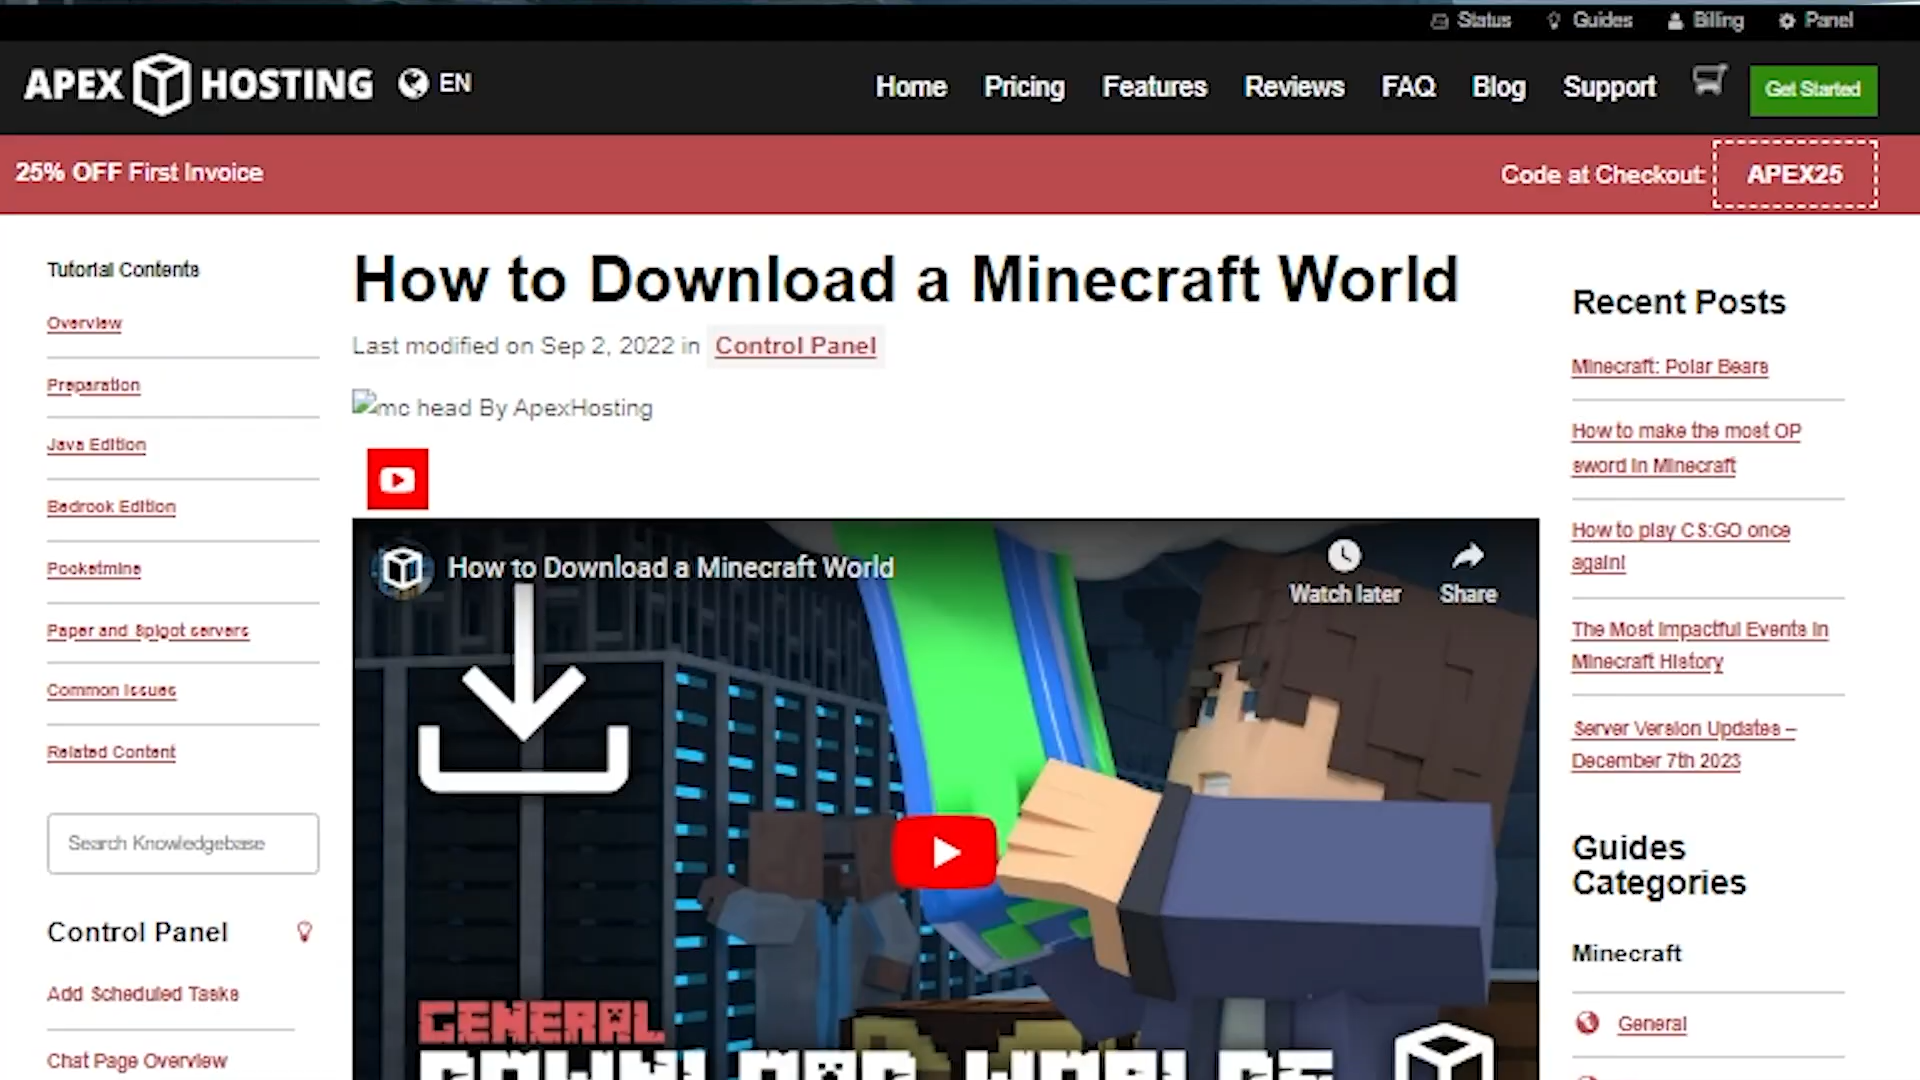 Status Guides Billing Panel
APEX HOSTING EN
Home Pricing Features Reviews FAQ Blog Support Get Started
25% OFF First Invoice
Code at Checkout: APEX25
Tutorial Contents
Overview
Preparation
Java Edition
Bedrock Edition
Pocketmine
Paper and Spigot servers
Common Issues
Related Content
Search Knowledgebase
Control Panel
Add Scheduled Tasks
Chat Page Overview
How to Download a Minecraft World
Last modified on Sep 2, 2022 in Control Panel
mc head By ApexHosting
How to Download a Minecraft World
Watch later
Share
GENERAL
Recent Posts
Minecraft: Polar Bears
How to make the most OP
sword in Minecraft
How to play CS:GO once
again!
The Most Impactful Events in
Minecraft History
Server Version Updates –
December 7th 2023
Guides
Categories
Minecraft
General